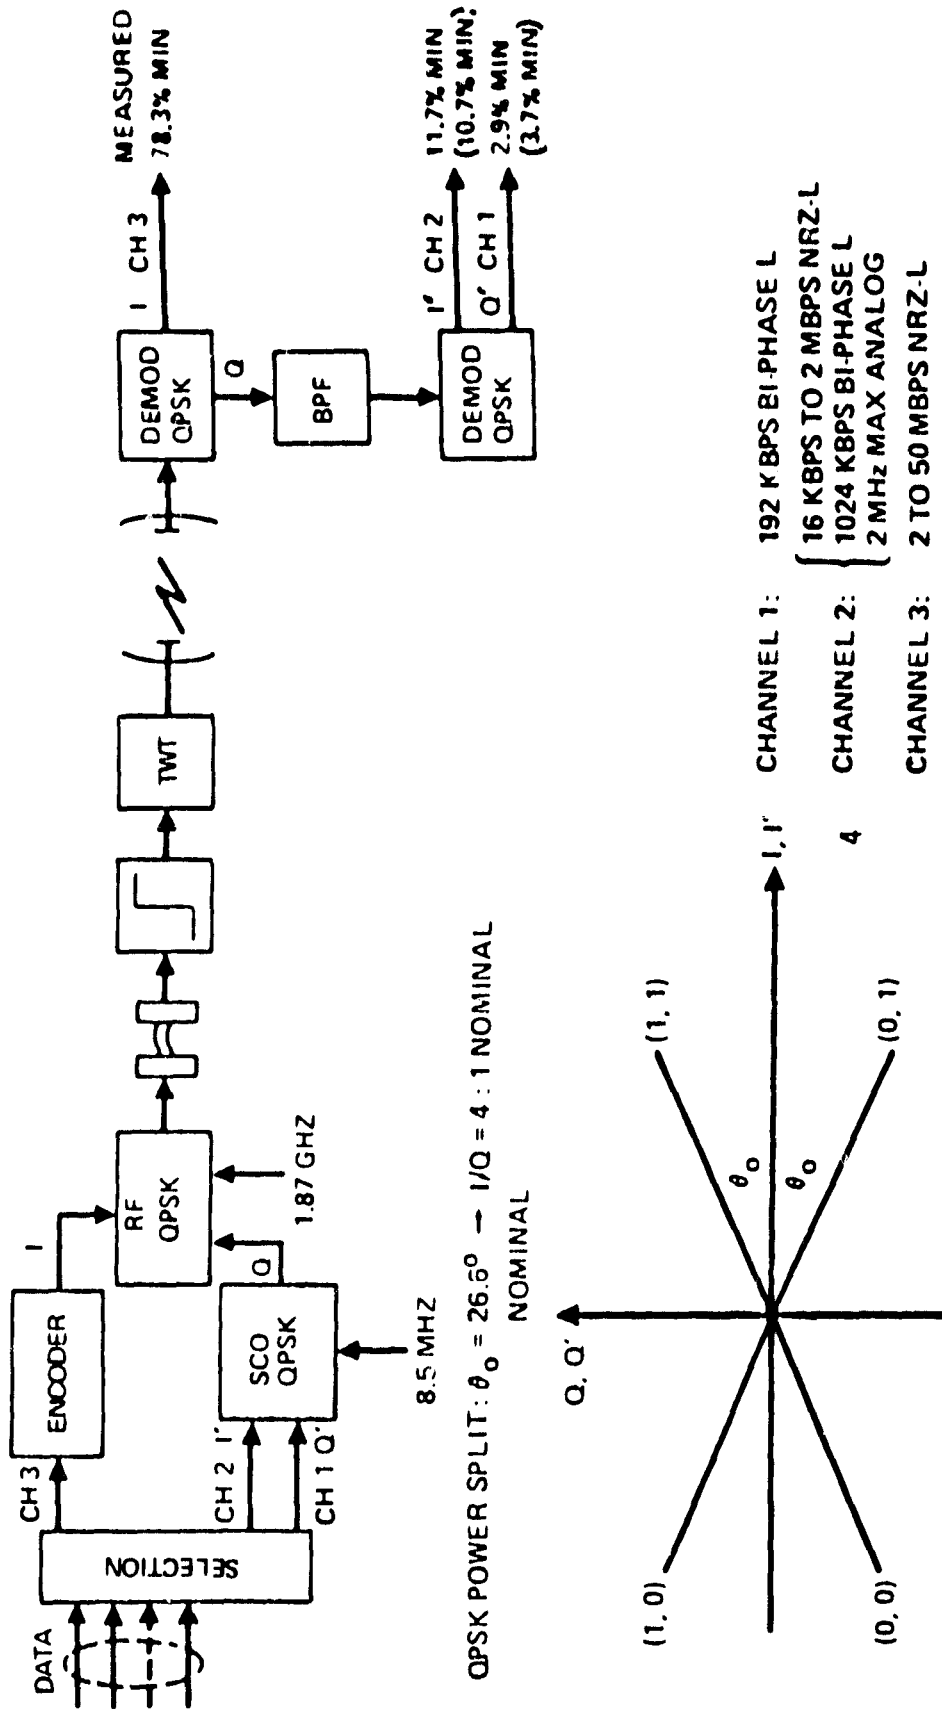 DATA
SELECTION
CH 3
CH 2 I'
CH 1 Q'
ENCODER
I
SCO
QPSK
8.5 MHZ
Q
RF
QPSK
1.87 GHZ
TWT
DEMOD
QPSK
I CH 3
MEASURED
78.3% MIN
Q
BPF
DEMOD
QPSK
I' CH 2
Q' CH 1
11.7% MIN
(10.7% MIN)
2.9% MIN
(3.7% MIN)
QPSK POWER SPLIT: θo = 26.6° → I/Q = 4 : 1 NOMINAL
NOMINAL
Q, Q'
(1, 0)
(1, 1)
θo
θo
I, I'
(0, 0)
(0, 1)
4
CHANNEL 1: 192 KBPS BI-PHASE L
CHANNEL 2: 16 KBPS TO 2 MBPS NRZ-L
1024 KBPS BI-PHASE L
2 MHz MAX ANALOG
CHANNEL 3: 2 TO 50 MBPS NRZ-L